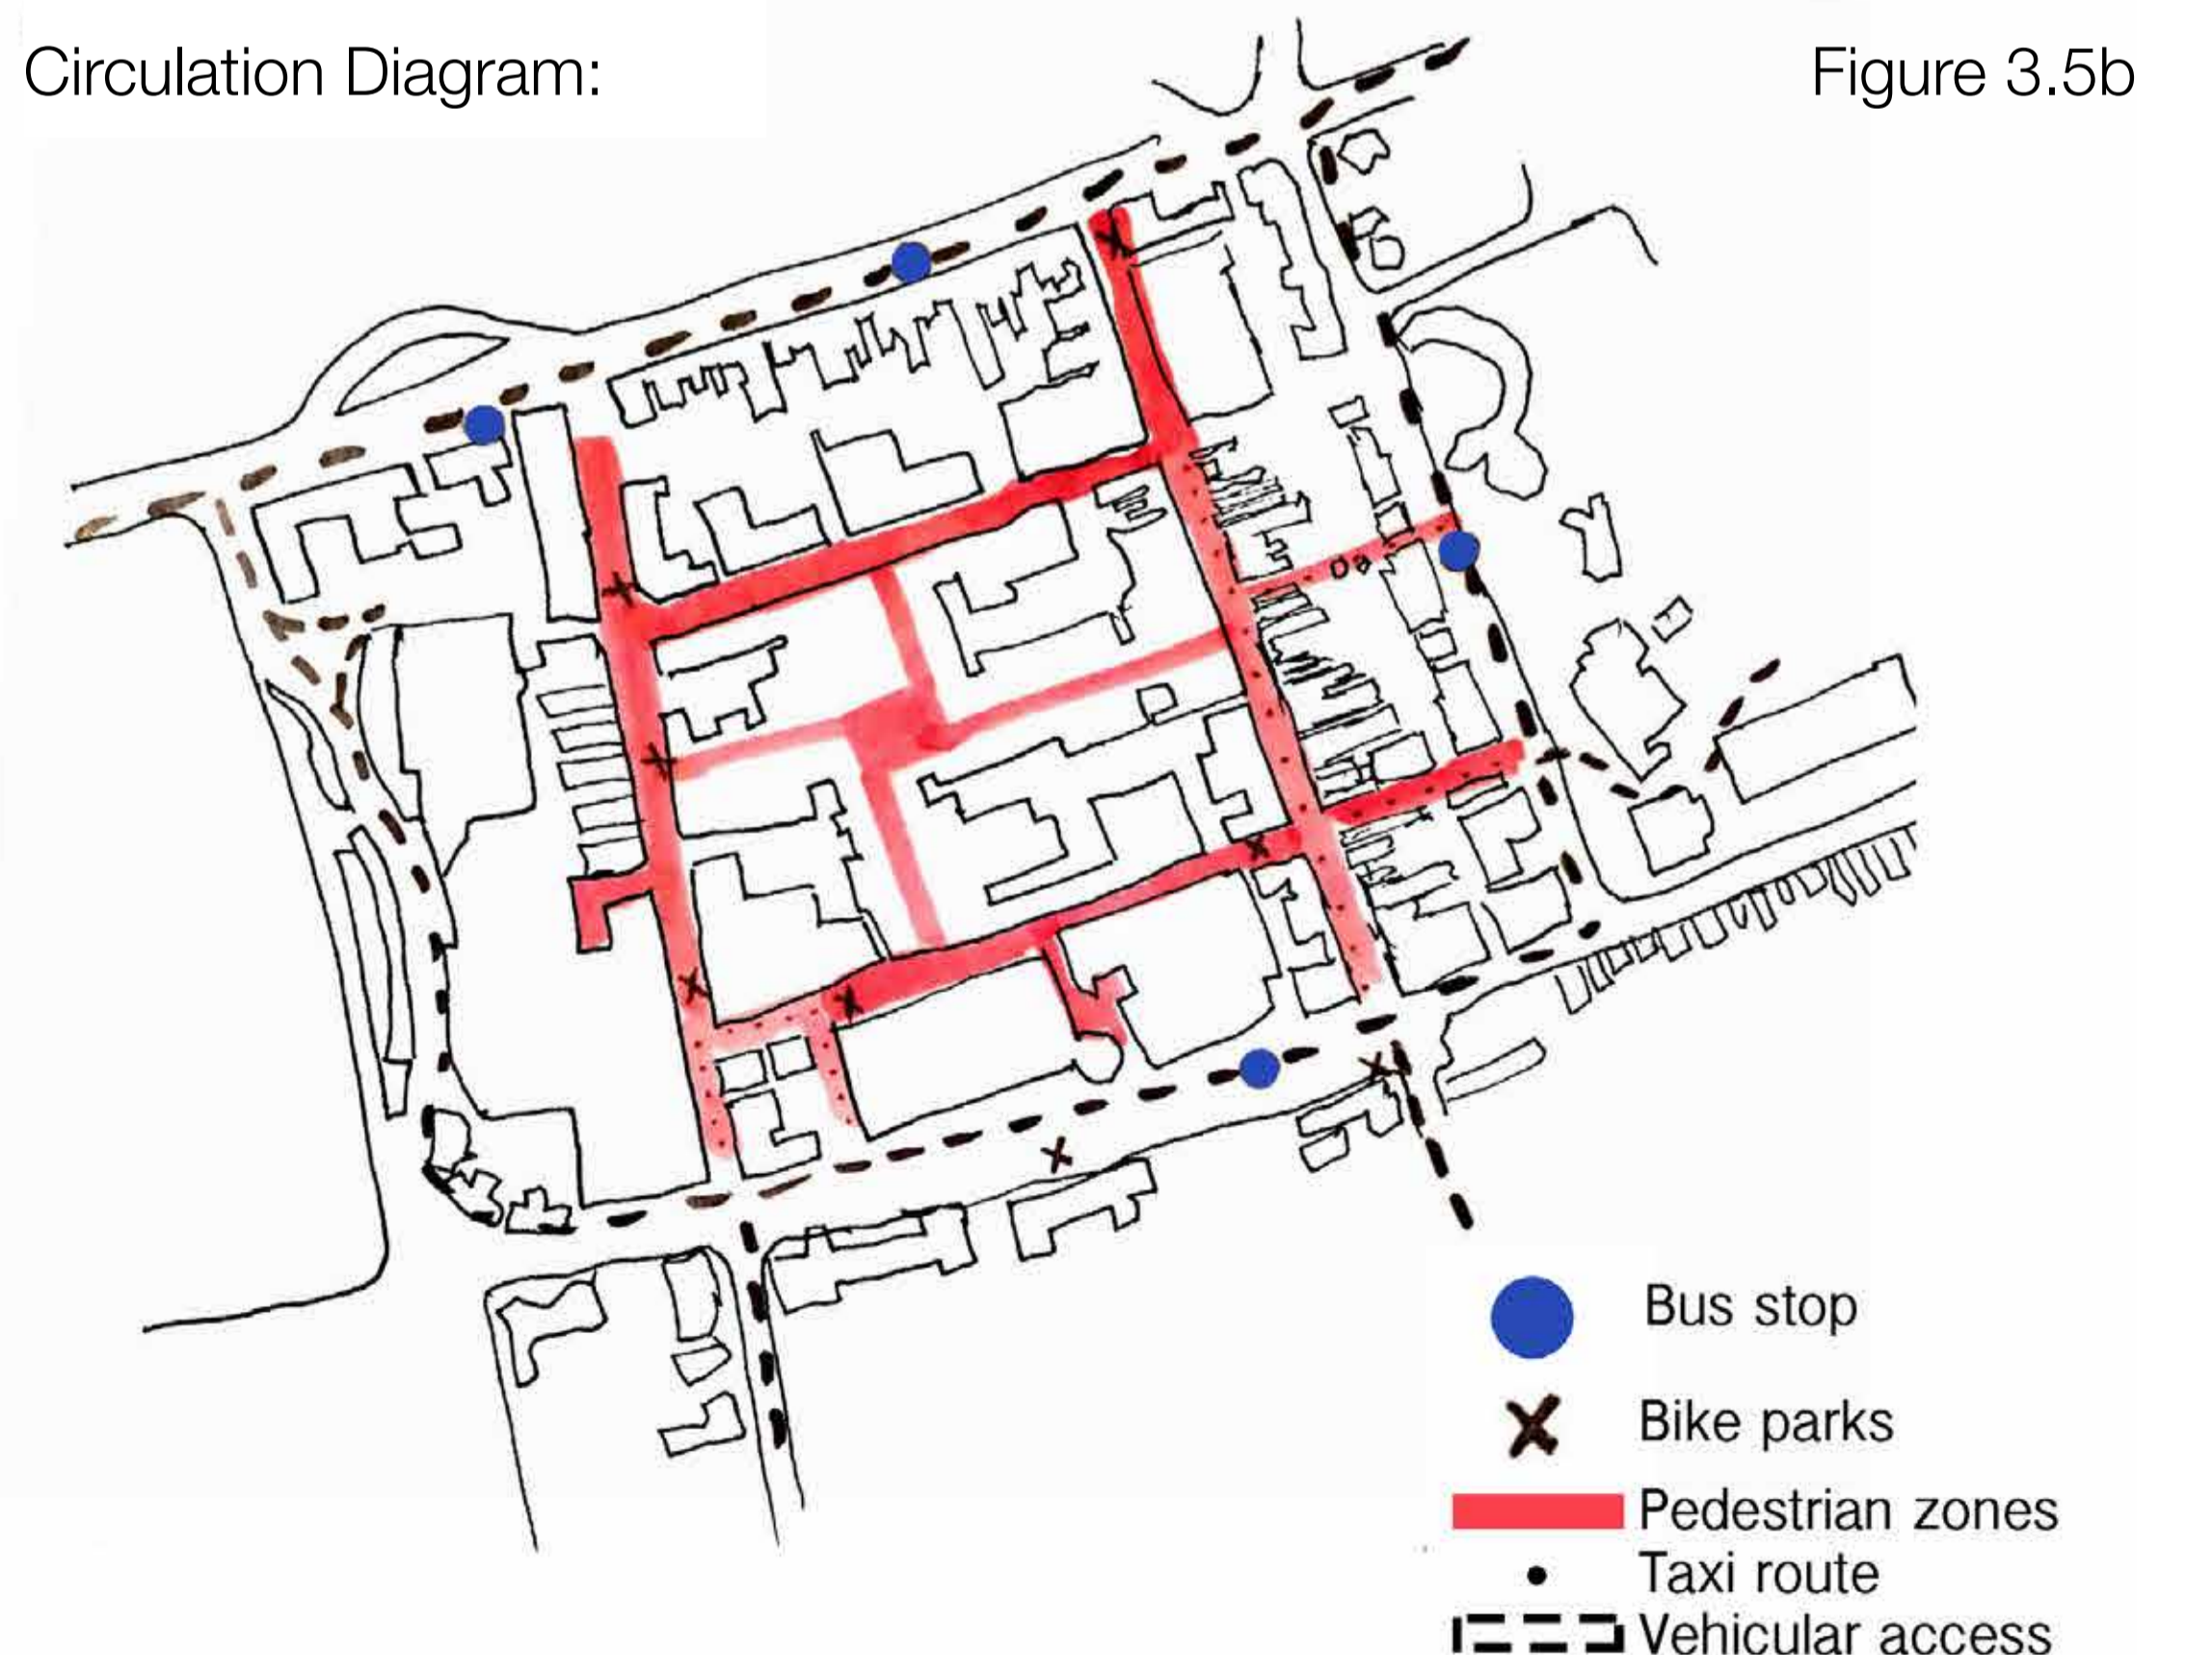 Circulation Diagram:
Figure 3.5b
Bus stop
Bike parks
Pedestrian zones
Taxi route
Vehicular access